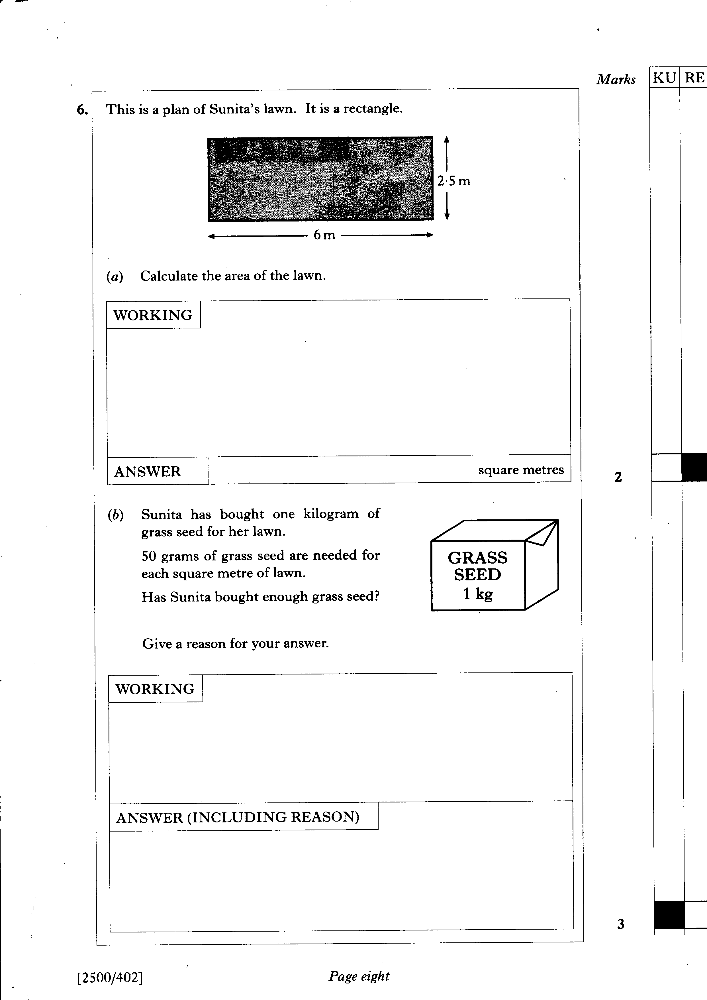 Marks
KU RE
6. This is a plan of Sunita's lawn. It is a rectangle.
2·5 m
6 m
(a) Calculate the area of the lawn.
WORKING
ANSWER square metres
2
(b) Sunita has bought one kilogram of
grass seed for her lawn.
50 grams of grass seed are needed for
each square metre of lawn.
Has Sunita bought enough grass seed?
GRASS
SEED
1 kg
Give a reason for your answer.
WORKING
ANSWER (INCLUDING REASON)
3
[2500/402]
Page eight